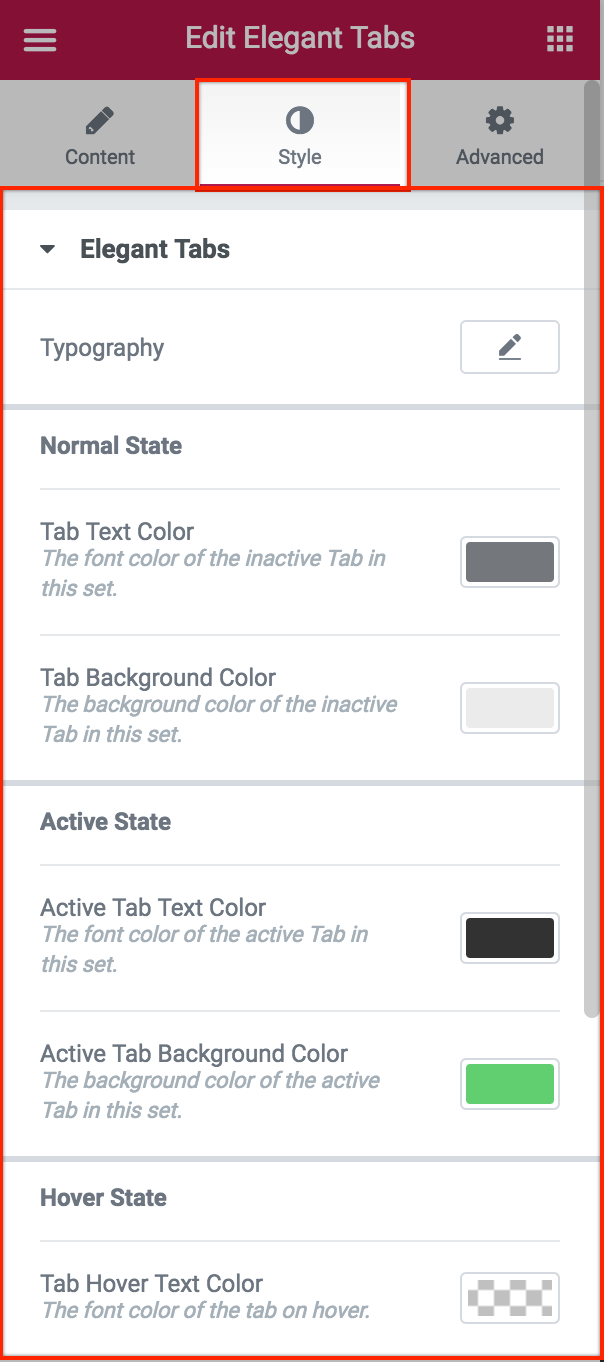 Edit Elegant Tabs
Content
Style
Advanced
Elegant Tabs
Typography
Normal State
Tab Text Color
The font color of the inactive Tab in
this set.
Tab Background Color
The background color of the inactive
Tab in this set.
Active State
Active Tab Text Color
The font color of the active Tab in
this set.
Active Tab Background Color
The background color of the active
Tab in this set.
Hover State
Tab Hover Text Color
The font color of the tab on hover.